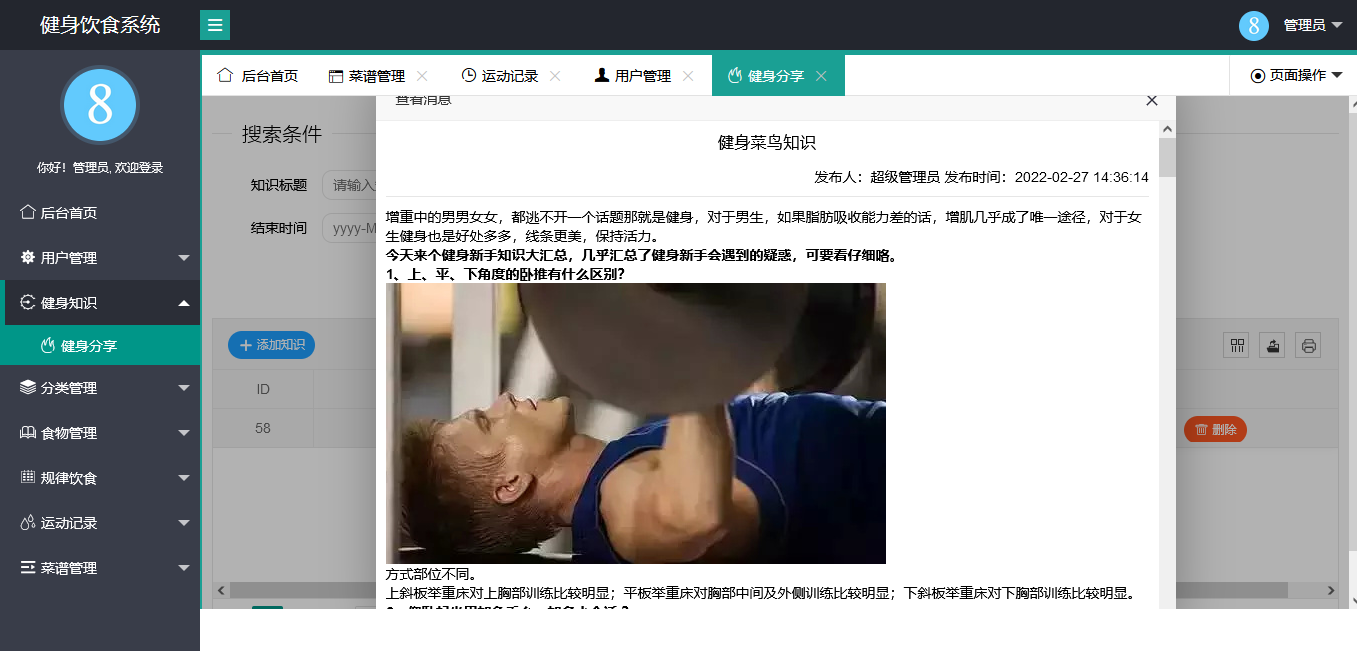 健身饮食系统
8
管理员
后台首页
菜谱管理
运动记录
用户管理
健身分享
页面操作
8
你好！管理员, 欢迎登录
后台首页
用户管理
健身知识
健身分享
分类管理
食物管理
规律饮食
运动记录
菜谱管理
搜索条件
知识标题
请输入
结束时间
yyyy-M
添加知识
ID
58
删除
查看消息
健身菜鸟知识
发布人：超级管理员 发布时间：2022-02-27 14:36:14
增重中的男男女女，都逃不开一个话题那就是健身，对于男生，如果脂肪吸收能力差的话，增肌几乎成了唯一途径，对于女
生健身也是好处多多，线条更美，保持活力。
今天来个健身新手知识大汇总，几乎汇总了健身新手会遇到的疑惑，可要看仔细咯。
1、上、平、下角度的卧推有什么区别?
方式部位不同。
上斜板举重床对上胸部训练比较明显；平板举重床对胸部中间及外侧训练比较明显；下斜板举重床对下胸部训练比较明显。